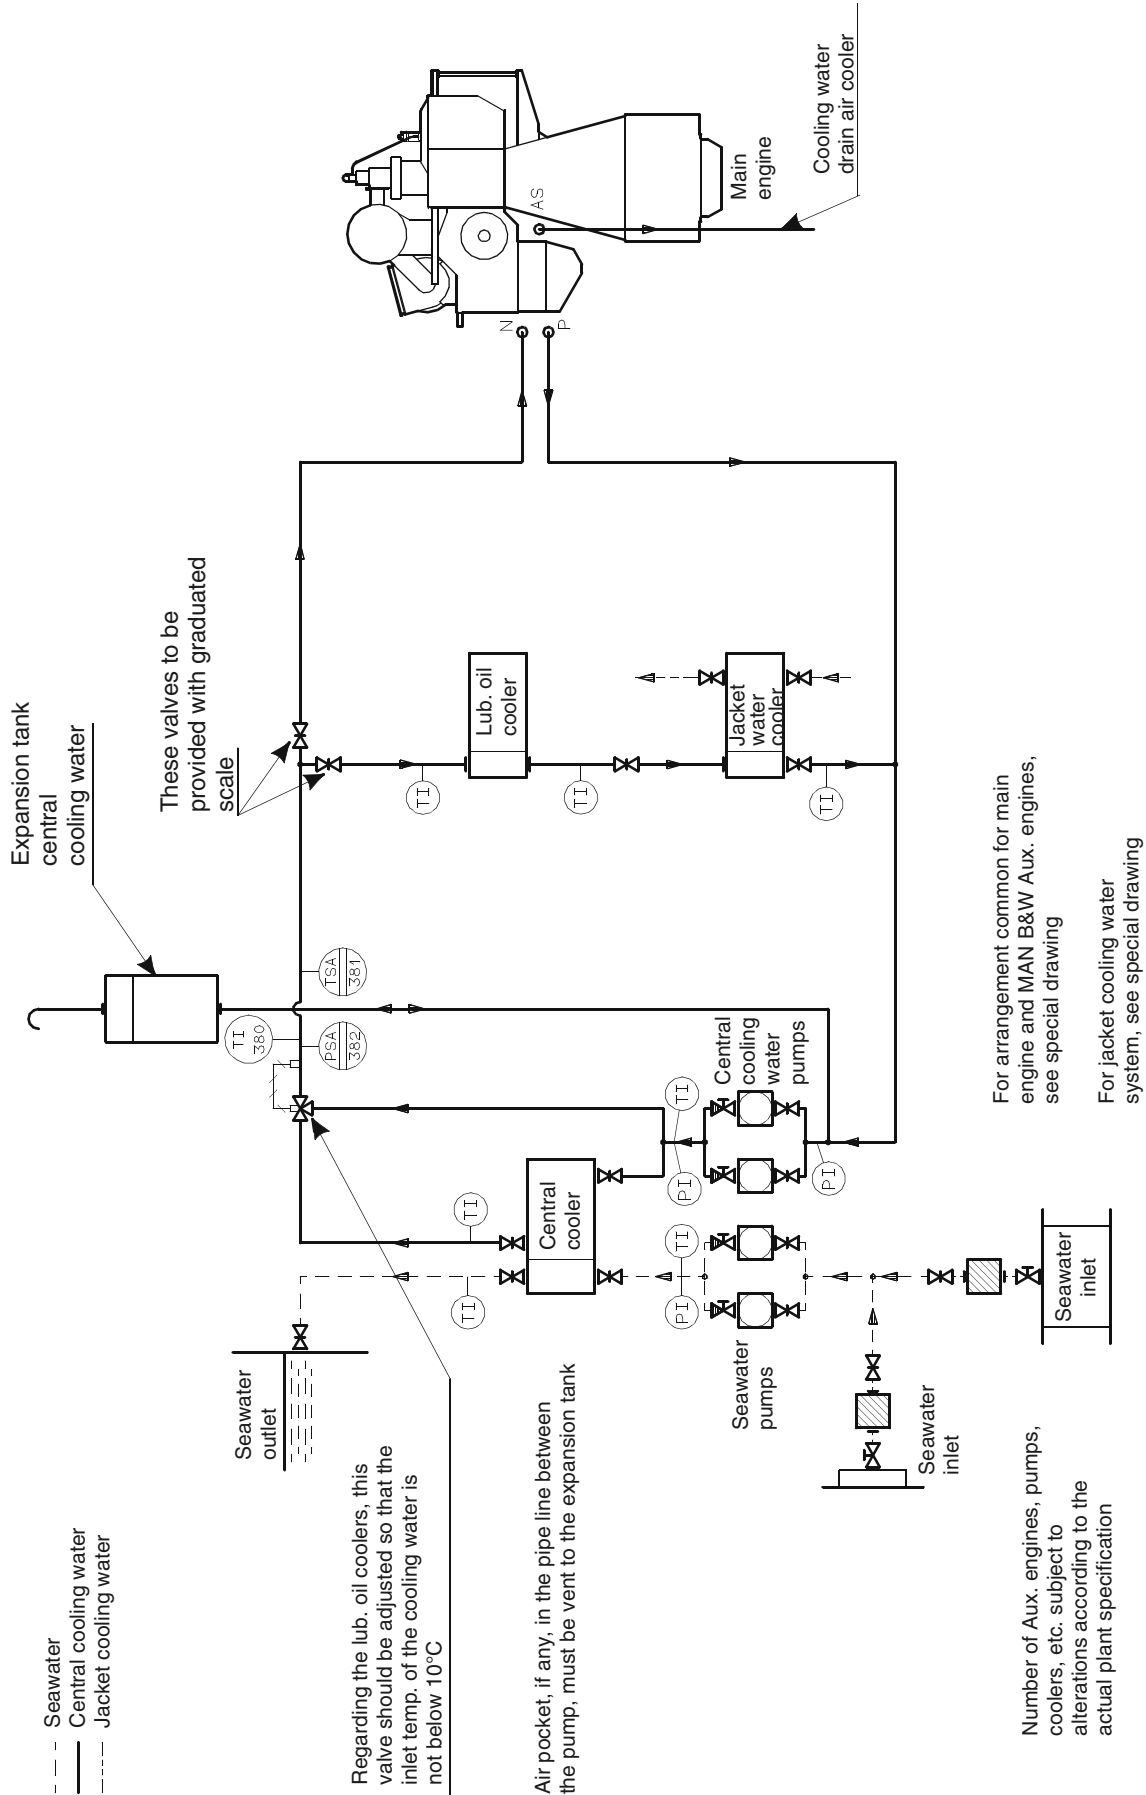 Seawater
Central cooling water
Jacket cooling water
Expansion tank
central
cooling water
These valves to be
provided with graduated
scale
Seawater
outlet
Regarding the lub. oil coolers, this
valve should be adjusted so that the
inlet temp. of the cooling water is
not below 10°C
TI
380
PSA
382
TSA
381
TI
TI
Central
cooler
PI
TI
PI
TI
Central
cooling
water
pumps
PI
TI
Lub. oil
cooler
TI
Jacket
water
cooler
TI
N
P
AS
Main
engine
Cooling water
drain air cooler
Air pocket, if any, in the pipe line between
the pump, must be vent to the expansion tank
Seawater
pumps
Seawater
inlet
Seawater
inlet
Number of Aux. engines, pumps,
coolers, etc. subject to
alterations according to the
actual plant specification
For arrangement common for main
engine and MAN B&W Aux. engines,
see special drawing
For jacket cooling water
system, see special drawing